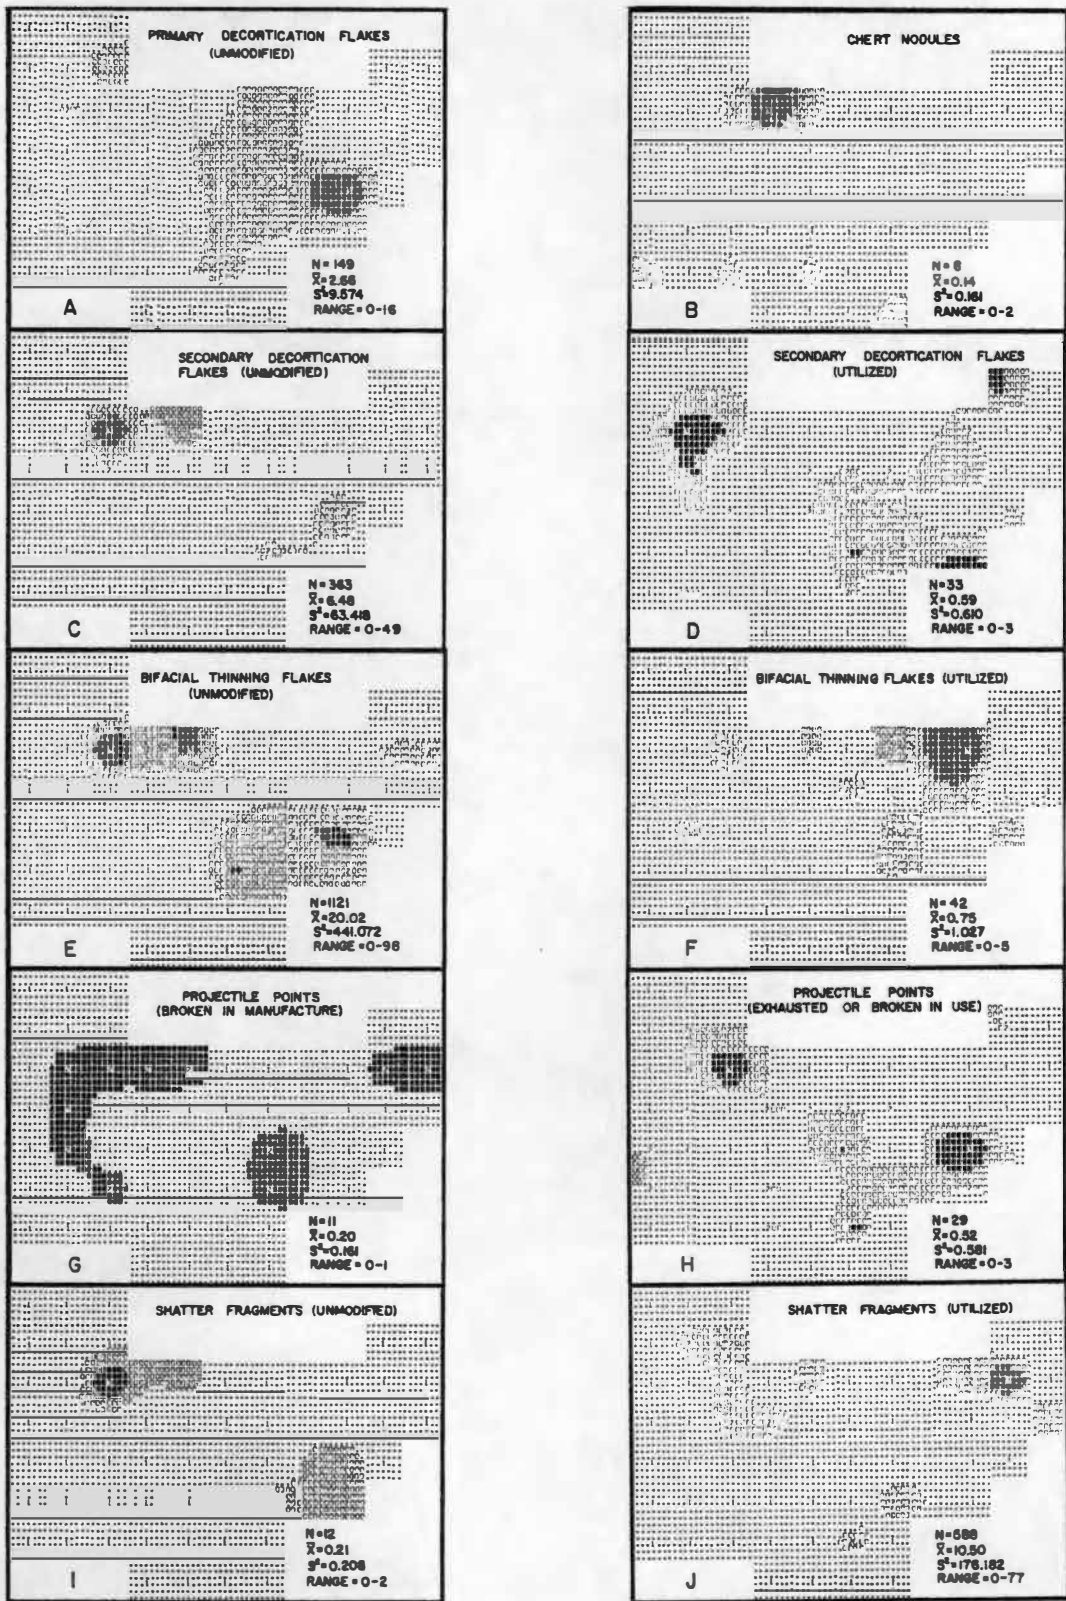 PRIMARY DECORTICATION FLAKES
(UNMODIFIED)
N = 149
X̄ = 2.66
S²= 9.574
RANGE = 0-16
A
CHERT NODULES
N = 8
X̄ = 0.14
S² = 0.161
RANGE = 0-2
B
SECONDARY DECORTICATION
FLAKES (UNMODIFIED)
N = 363
X̄ = 6.48
S²=63.418
RANGE = 0-49
C
SECONDARY DECORTICATION FLAKES
(UTILIZED)
N = 33
X̄ = 0.59
S² = 0.610
RANGE = 0-3
D
BIFACIAL THINNING FLAKES
(UNMODIFIED)
N=1121
X̄ = 20.02
S²=441.072
RANGE = 0-98
E
BIFACIAL THINNING FLAKES (UTILIZED)
N = 42
X̄ = 0.75
S² = 1.027
RANGE = 0-5
F
PROJECTILE POINTS
(BROKEN IN MANUFACTURE)
N = 11
X̄ = 0.20
S²=0.161
RANGE = 0-1
G
PROJECTILE POINTS
(EXHAUSTED OR BROKEN IN USE)
N = 29
X̄ = 0.52
S²=0.581
RANGE = 0-3
H
SHATTER FRAGMENTS (UNMODIFIED)
N=12
X̄ = 0.21
S²=0.208
RANGE = 0-2
I
SHATTER FRAGMENTS (UTILIZED)
N= 588
X̄=10.50
S²=176.182
RANGE = 0-77
J